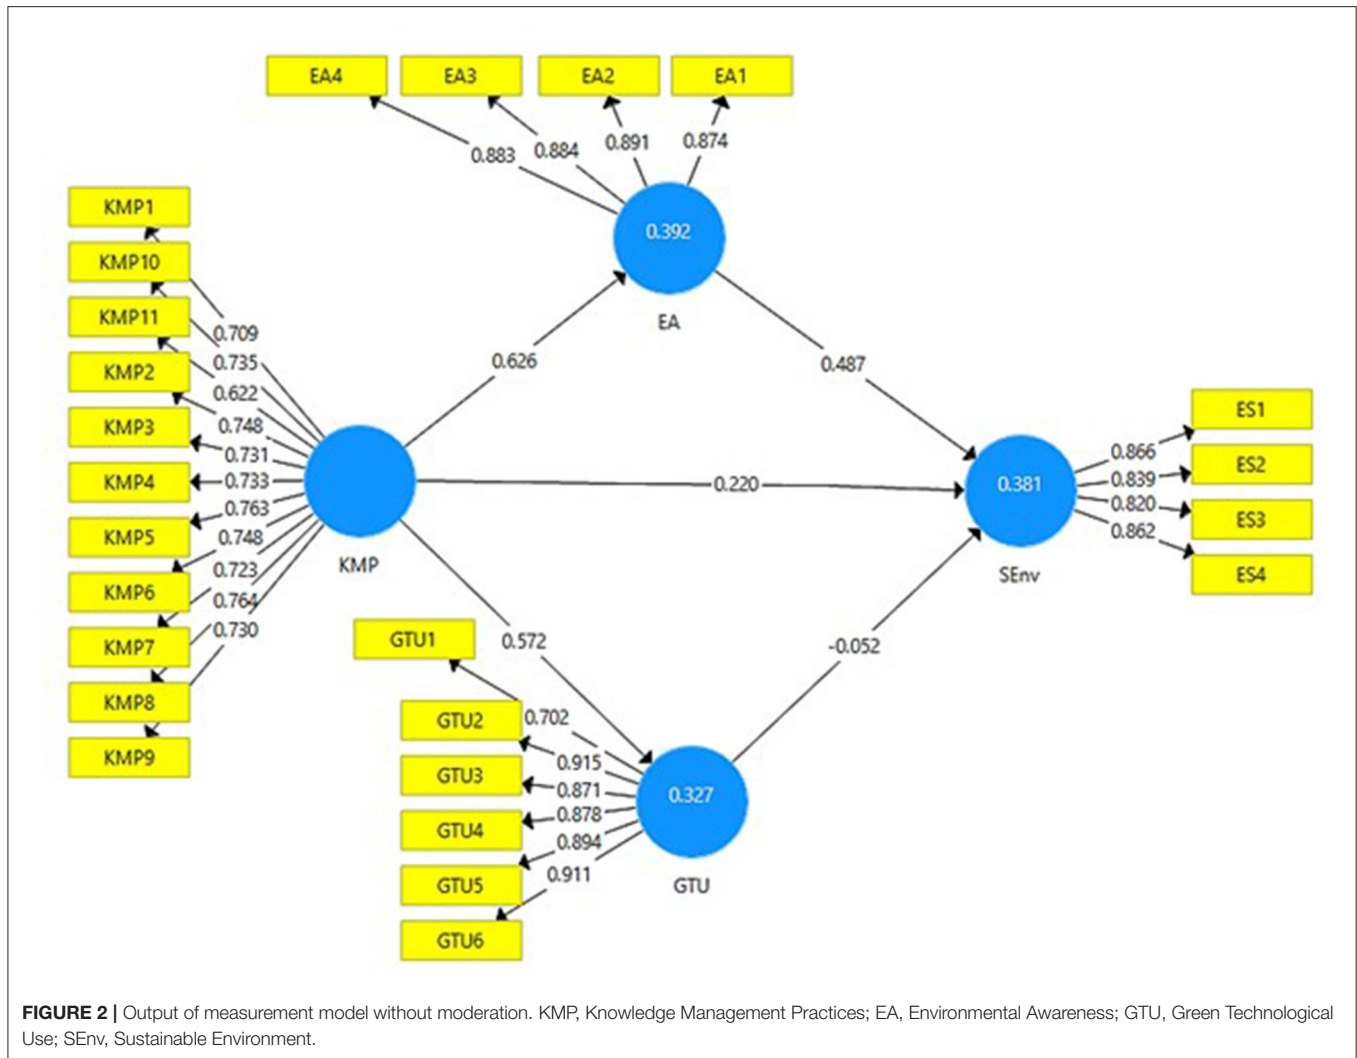 EA4 EA3 EA2 EA1
0.883 0.884 0.891 0.874
0.392
EA
KMP1
KMP10
KMP11
KMP2
KMP3
KMP4
KMP5
KMP6
KMP7
KMP8
KMP9
0.709
0.735
0.622
0.748
0.731
0.733
0.763
0.748
0.723
0.764
0.730
KMP
0.626
0.487
0.220
0.572
-0.052
0.381
SEnv
0.866
0.839
0.820
0.862
ES1
ES2
ES3
ES4
GTU1
GTU2
GTU3
GTU4
GTU5
GTU6
0.702
0.915
0.871
0.878
0.894
0.911
0.327
GTU
FIGURE 2 | Output of measurement model without moderation. KMP, Knowledge Management Practices; EA, Environmental Awareness; GTU, Green Technological
Use; SEnv, Sustainable Environment.